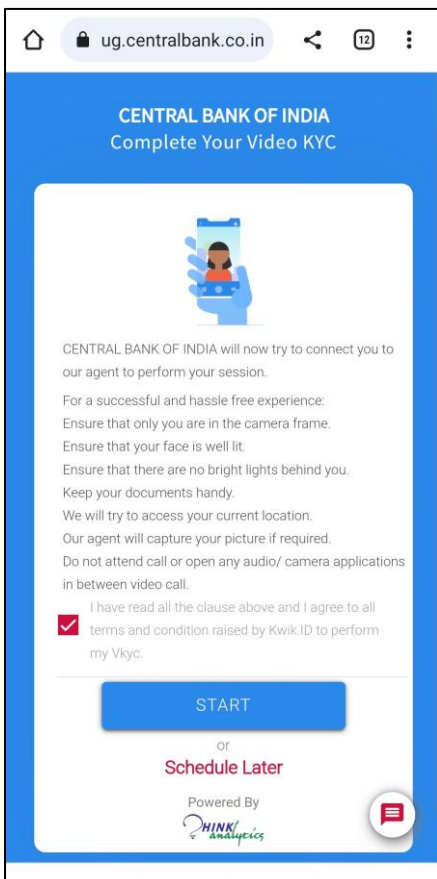 ug.centralbank.co.in
12
CENTRAL BANK OF INDIA
Complete Your Video KYC
CENTRAL BANK OF INDIA will now try to connect you to
our agent to perform your session.
For a successful and hassle free experience:
Ensure that only you are in the camera frame.
Ensure that your face is well lit.
Ensure that there are no bright lights behind you.
Keep your documents handy.
We will try to access your current location.
Our agent will capture your picture if required.
Do not attend call or open any audio/ camera applications
in between video call.
I have read all the clause above and I agree to all
terms and condition raised by Kwik.ID to perform
my Vkyc.
START
or
Schedule Later
Powered By
THINK
analytics